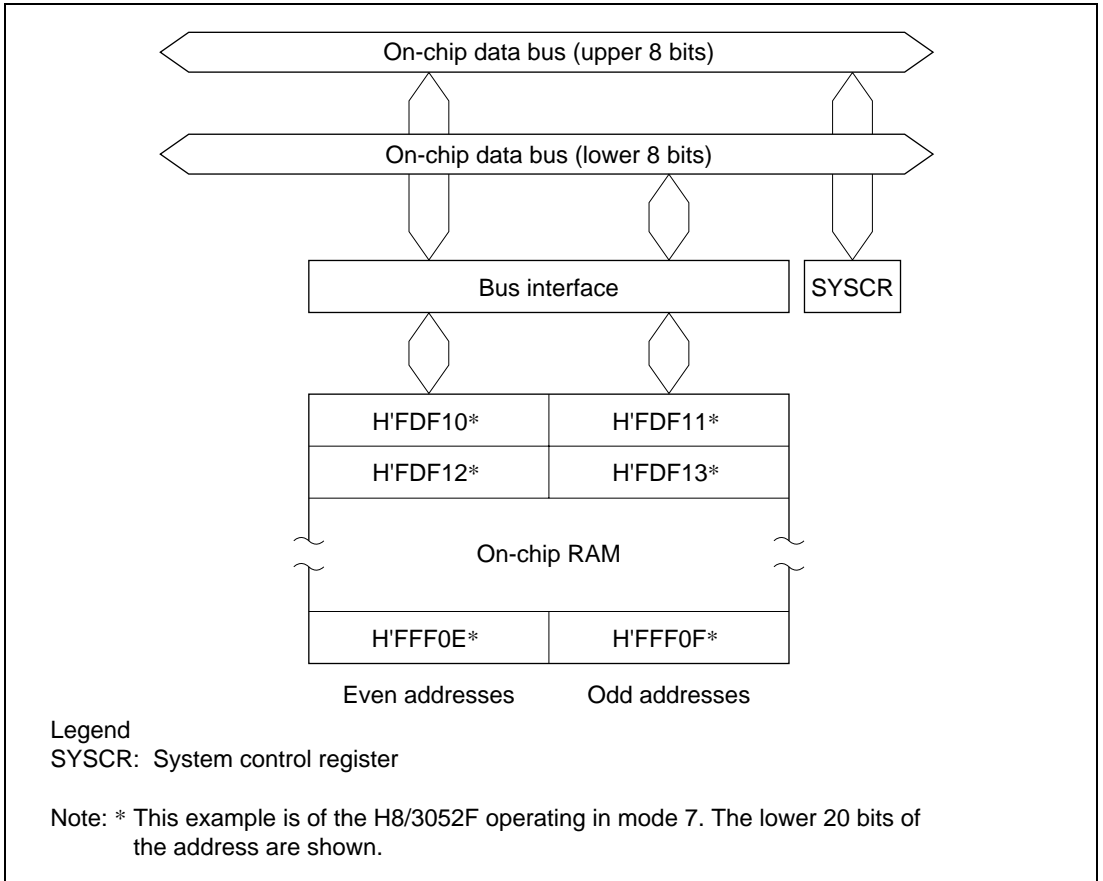 On-chip data bus (upper 8 bits)
On-chip data bus (lower 8 bits)
Bus interface
SYSCR
H'FDF10*
H'FDF11*
H'FDF12*
H'FDF13*
On-chip RAM
H'FFF0E*
H'FFF0F*
Even addresses
Odd addresses
Legend
SYSCR: System control register
Note: * This example is of the H8/3052F operating in mode 7. The lower 20 bits of
the address are shown.